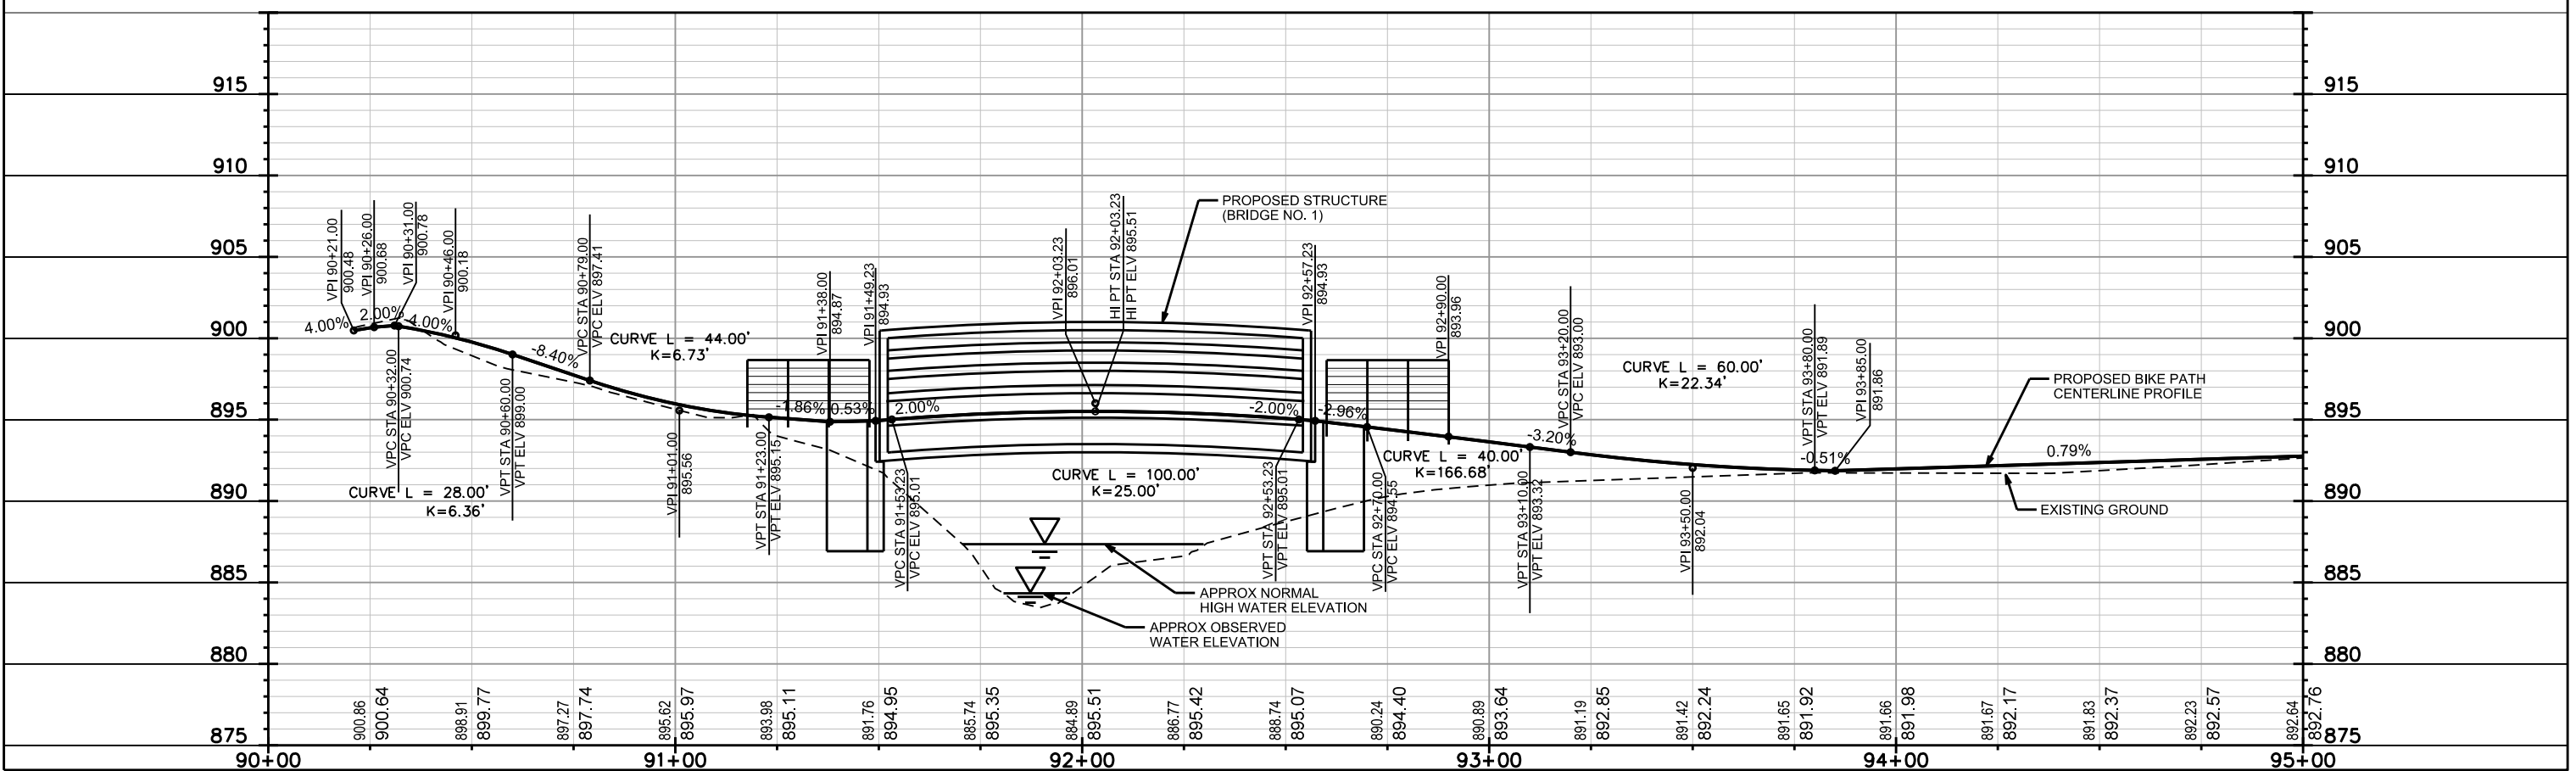 915
910
905
900
895
890
885
880
875
915
910
905
900
895
890
885
880
875
VPI 90+21.00
900.48
VPI 90+26.00
900.68
VPI 90+31.00
900.78
VPI 90+46.00
900.18
VPC STA 90+79.00
VPC ELV 897.41
VPI 91+38.00
894.87
VPI 91+49.23
894.93
VPI 92+03.23
896.01
HI PT STA 92+03.23
HI PT ELV 895.51
PROPOSED STRUCTURE
(BRIDGE NO. 1)
VPI 92+57.23
894.93
VPI 92+90.00
893.96
VPC STA 93+20.00
VPC ELV 893.00
VPT STA 93+80.00
VPT ELV 891.89
VPI 93+85.00
891.86
4.00%
2.00%
-4.00%
-8.40%
CURVE L = 44.00'
K=6.73'
-1.86%
0.53%
2.00%
-2.00%
-2.96%
-3.20%
CURVE L = 60.00'
K=22.34'
-0.51%
0.79%
PROPOSED BIKE PATH
CENTERLINE PROFILE
EXISTING GROUND
VPC STA 90+32.00
VPC ELV 900.74
CURVE L = 28.00'
K=6.36'
VPT STA 90+60.00
VPT ELV 899.00
VPI 91+01.00
895.56
VPT STA 91+23.00
VPT ELV 895.15
VPC STA 91+53.23
VPC ELV 895.01
CURVE L = 100.00'
K=25.00'
VPT STA 92+53.23
VPT ELV 895.01
VPC STA 92+70.00
VPC ELV 894.55
CURVE L = 40.00'
K=166.68'
VPT STA 93+10.00
VPT ELV 893.32
VPI 93+50.00
892.04
APPROX NORMAL
HIGH WATER ELEVATION
APPROX OBSERVED
WATER ELEVATION
900.86
900.64
898.91
899.77
897.27
897.74
895.62
895.97
893.98
895.11
891.76
894.95
885.74
895.35
884.89
895.51
886.77
895.42
888.74
895.07
890.24
894.40
890.89
893.64
891.19
892.85
891.42
892.24
891.65
891.92
891.66
891.98
891.67
892.17
891.83
892.37
892.23
892.57
892.64
892.76
90+00
91+00
92+00
93+00
94+00
95+00